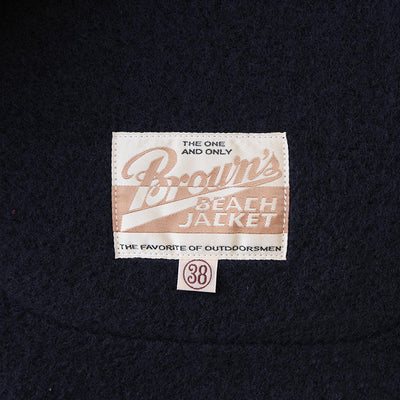 THE ONE
AND ONLY
Brown's
BEACH
JACKET
THE FAVORITE OF OUTDOORSMEN
38